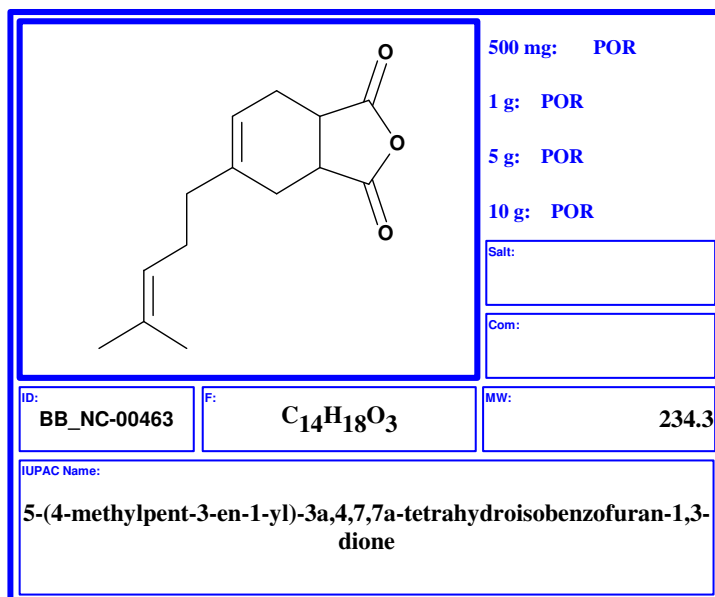 O
O
O
500 mg: POR
1 g: POR
5 g: POR
10 g: POR
Salt:
Com:
ID:
BB_NC-00463
F:
C14H18O3
MW:
234.3
IUPAC Name:
5-(4-methylpent-3-en-1-yl)-3a,4,7,7a-tetrahydroisobenzofuran-1,3-
dione